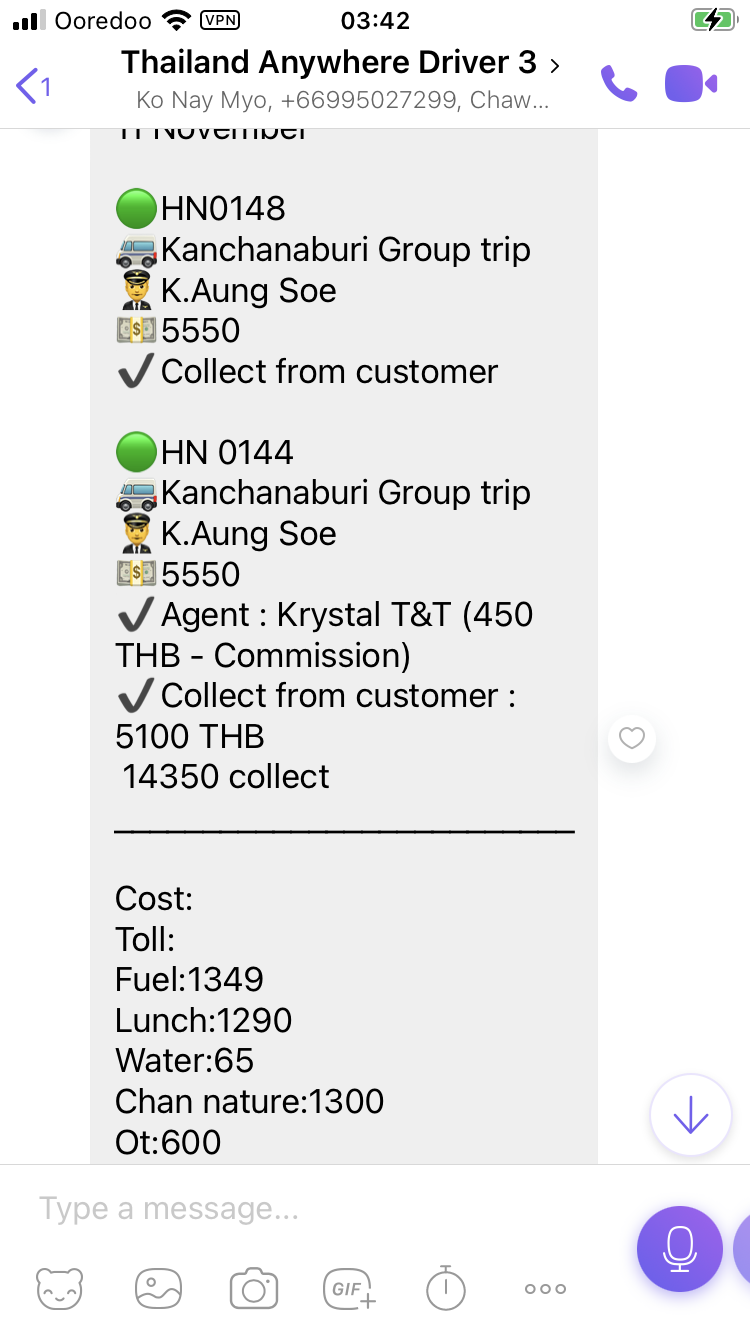 Ooredoo VPN 03:42
1 Thailand Anywhere Driver 3 ›
Ko Nay Myo, +66995027299, Chaw...
11 November
HN0148
Kanchanaburi Group trip
K.Aung Soe
5550
Collect from customer
HN 0144
Kanchanaburi Group trip
K.Aung Soe
5550
Agent : Krystal T&T (450
THB - Commission)
Collect from customer :
5100 THB
14350 collect
Cost:
Toll:
Fuel:1349
Lunch:1290
Water:65
Chan nature:1300
Ot:600
Type a message...
GIF